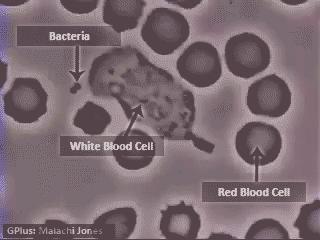 Bacteria
White Blood Cell
Red Blood Cell
GPlus: Malachi Jones